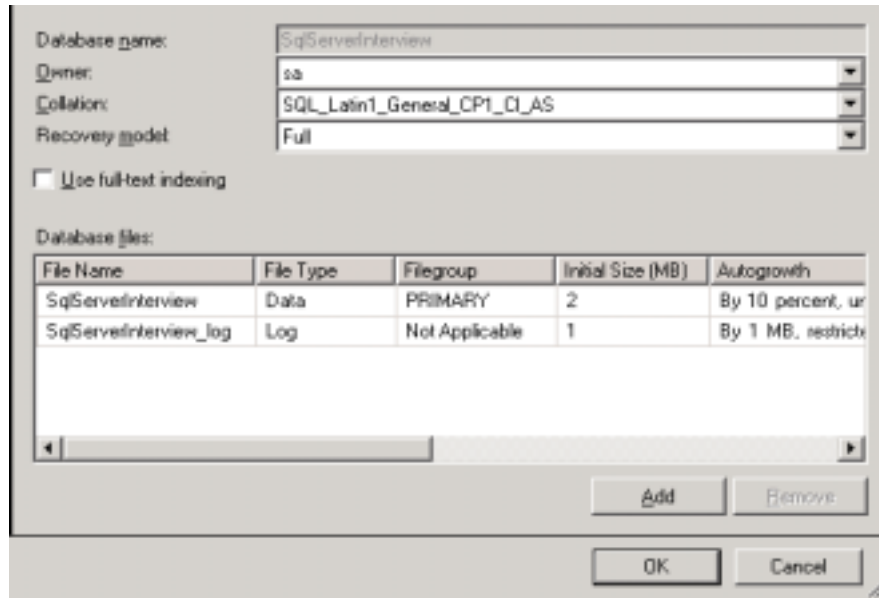 Database name: SqlServerInterview
Owner: sa
Collation: SQL_Latin1_General_CP1_CI_AS
Recovery model: Full
Use full-text indexing
Database files:
File Name File Type Filegroup Initial Size (MB) Autogrowth
SqlServerInterview Data PRIMARY 2 By 10 percent, un
SqlServerInterview_log Log Not Applicable 1 By 1 MB, restricte
Add Remove
OK Cancel